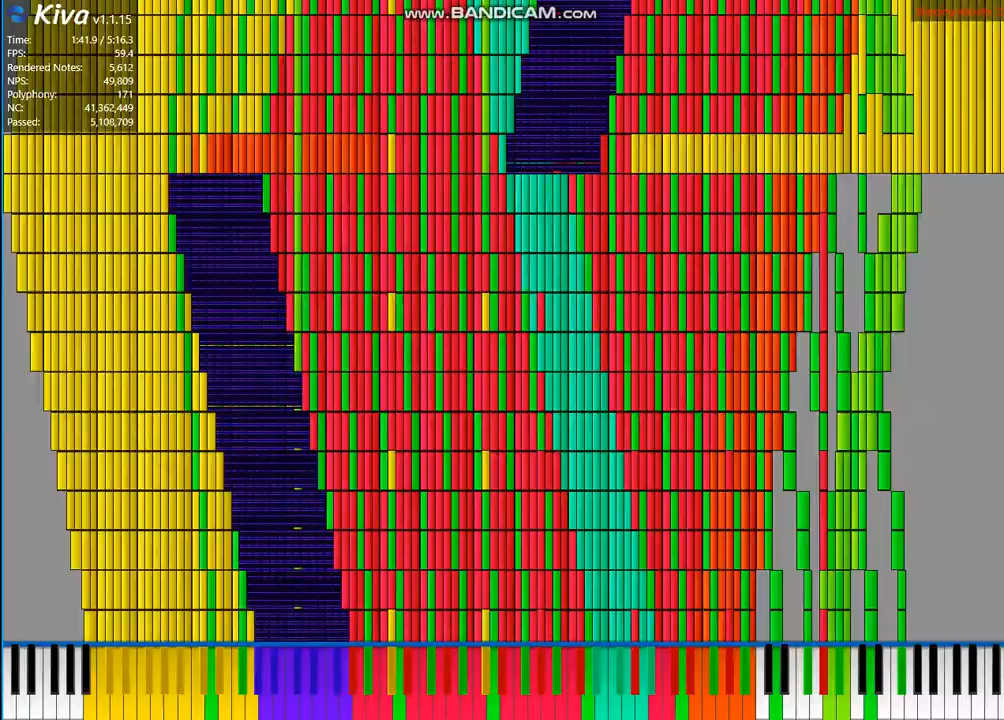 Kiva v1.1.15
www.BANDICAM.com
Time: 1:41.9 / 5:16.3
FPS: 59.4
Rendered Notes: 5,612
NPS: 49,809
Polyphony: 171
NC: 41,362,449
Passed: 5,108,709